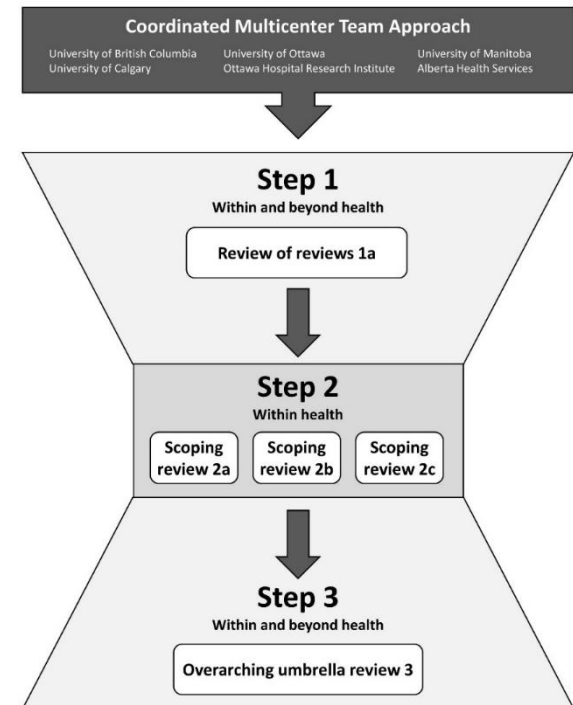 Coordinated Multicenter Team Approach
University of British Columbia University of Ottawa University of Manitoba
University of Calgary Ottawa Hospital Research Institute Alberta Health Services
Step 1
Within and beyond health
Review of reviews 1a
Step 2
Within health
Scoping Scoping Scoping
review 2a review 2b review 2c
Step 3
Within and beyond health
Overarching umbrella review 3